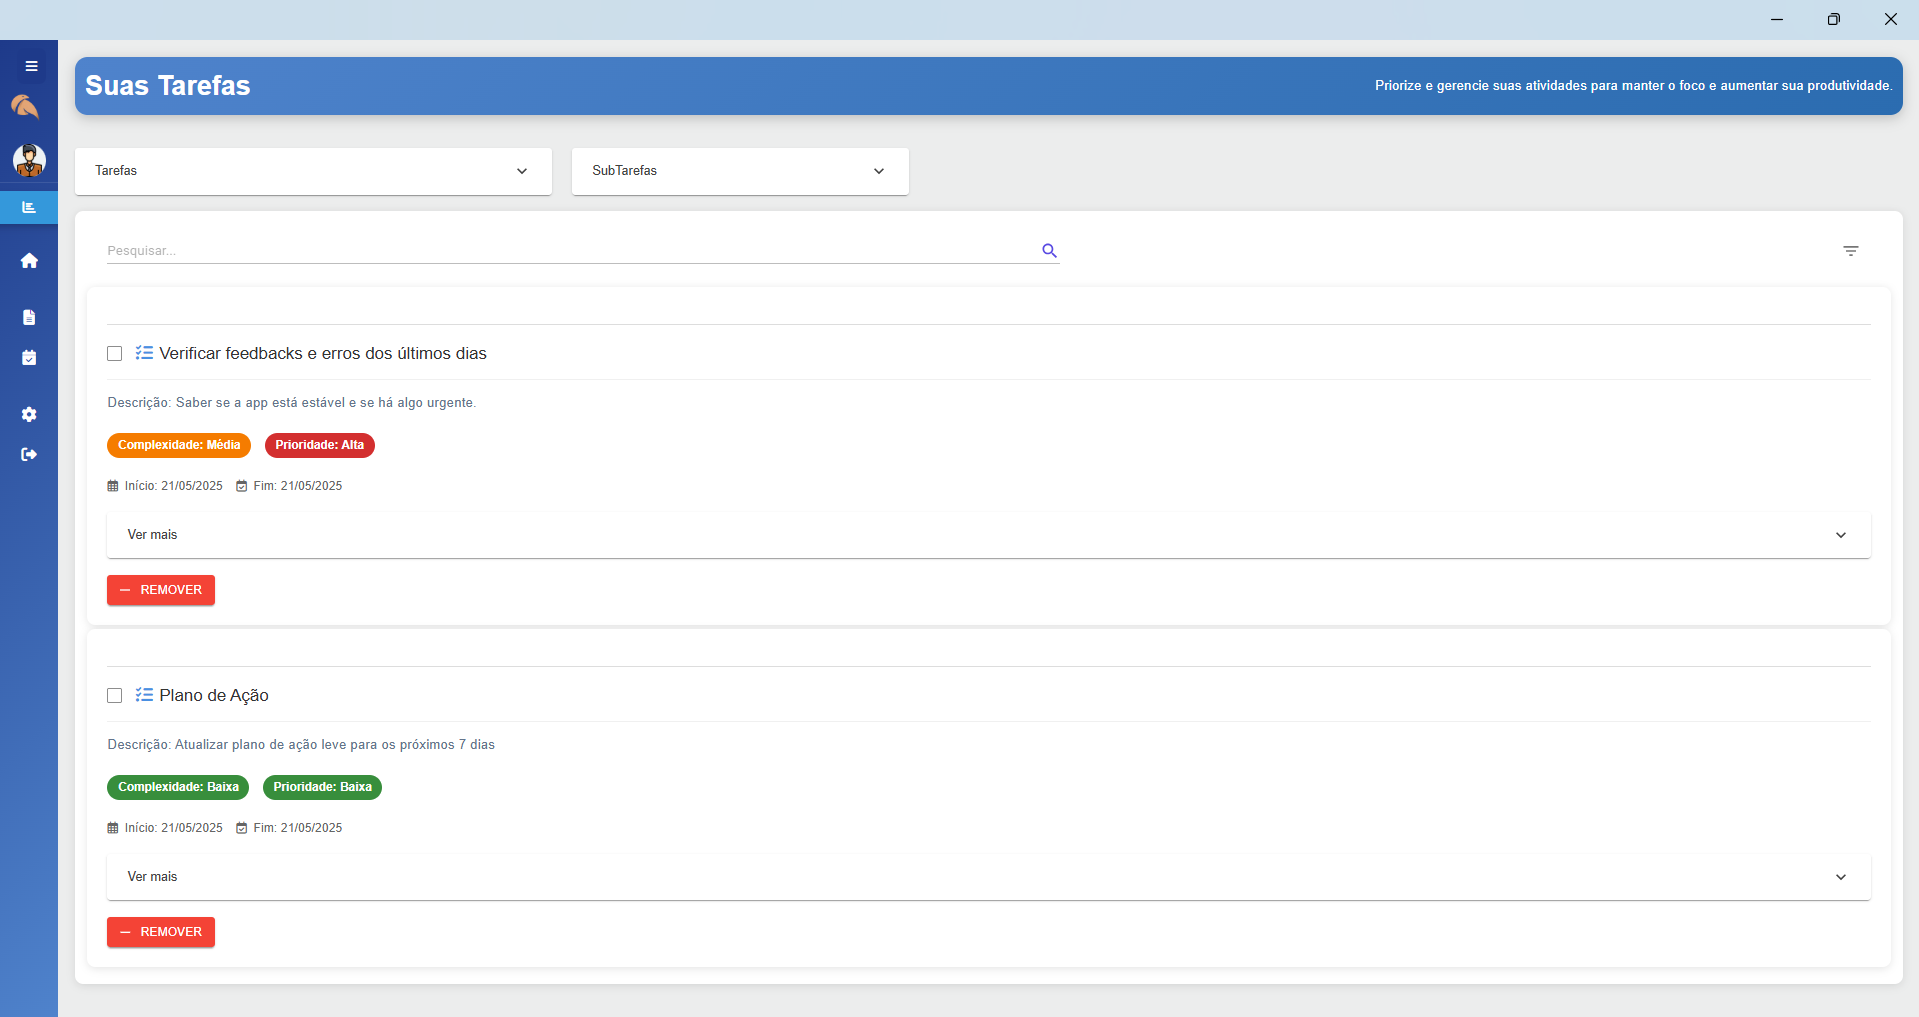 Suas Tarefas
Priorize e gerencie suas atividades para manter o foco e aumentar sua produtividade.
Tarefas
SubTarefas
Pesquisar...
Verificar feedbacks e erros dos últimos dias
Descrição: Saber se a app está estável e se há algo urgente.
Complexidade: Média
Prioridade: Alta
Início: 21/05/2025
Fim: 21/05/2025
Ver mais
REMOVER
Plano de Ação
Descrição: Atualizar plano de ação leve para os próximos 7 dias
Complexidade: Baixa
Prioridade: Baixa
Início: 21/05/2025
Fim: 21/05/2025
Ver mais
REMOVER